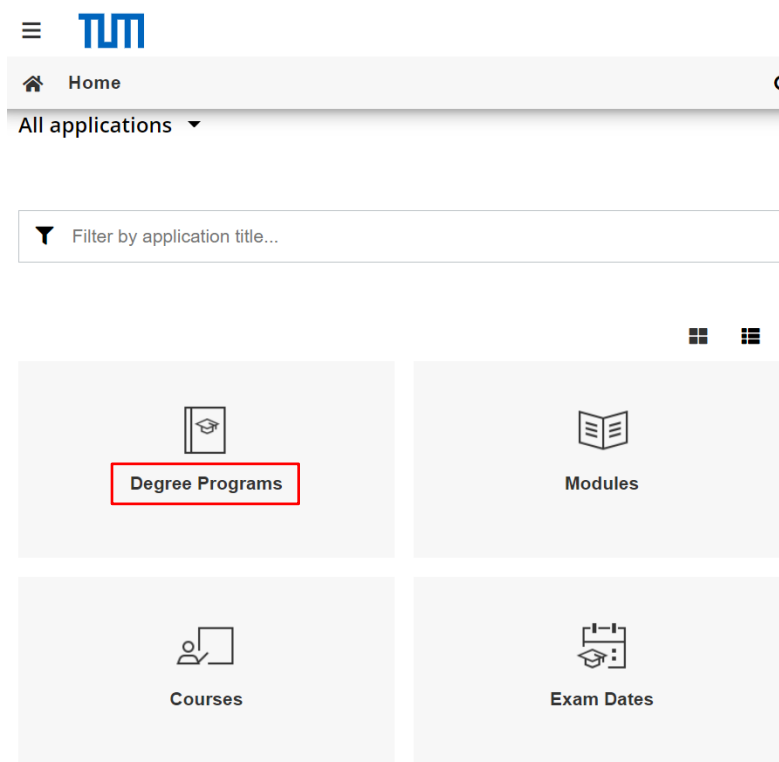 TUM
Home
All applications
Filter by application title...
Degree Programs
Modules
Courses
Exam Dates